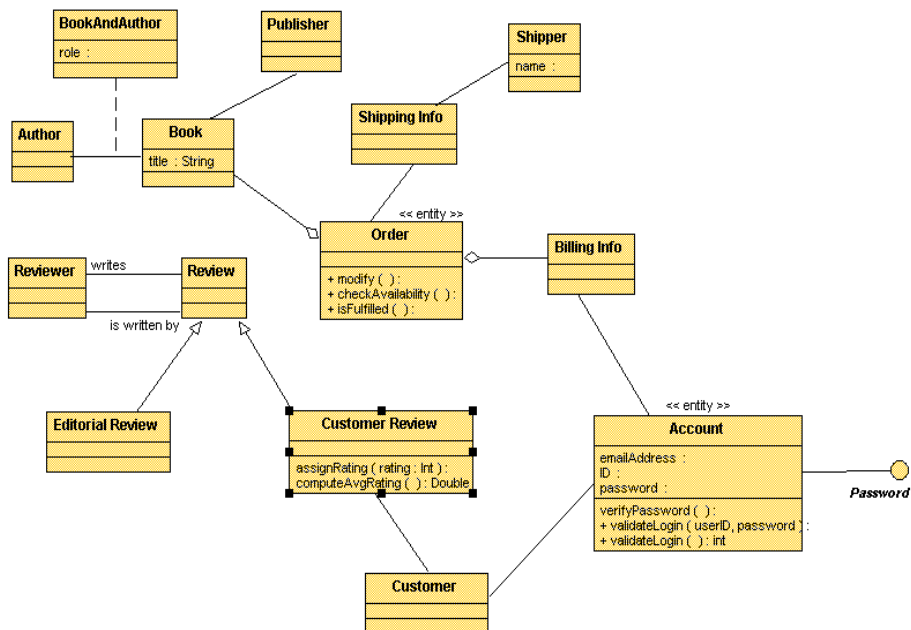 BookAndAuthor
role :
Publisher
Shipper
name :
Shipping Info
Author
Book
title : String
<< entity >>
Order
+ modify ( ) :
+ checkAvailability ( ) :
+ isFulfilled ( ) :
Billing Info
Reviewer
writes
Review
is written by
Editorial Review
Customer Review
assignRating ( rating : Int ) :
computeAvgRating ( ) : Double
<< entity >>
Account
emailAddress :
ID :
password :
verifyPassword ( ) :
+ validateLogin ( userID, password ) :
+ validateLogin ( ) : int
Password
Customer